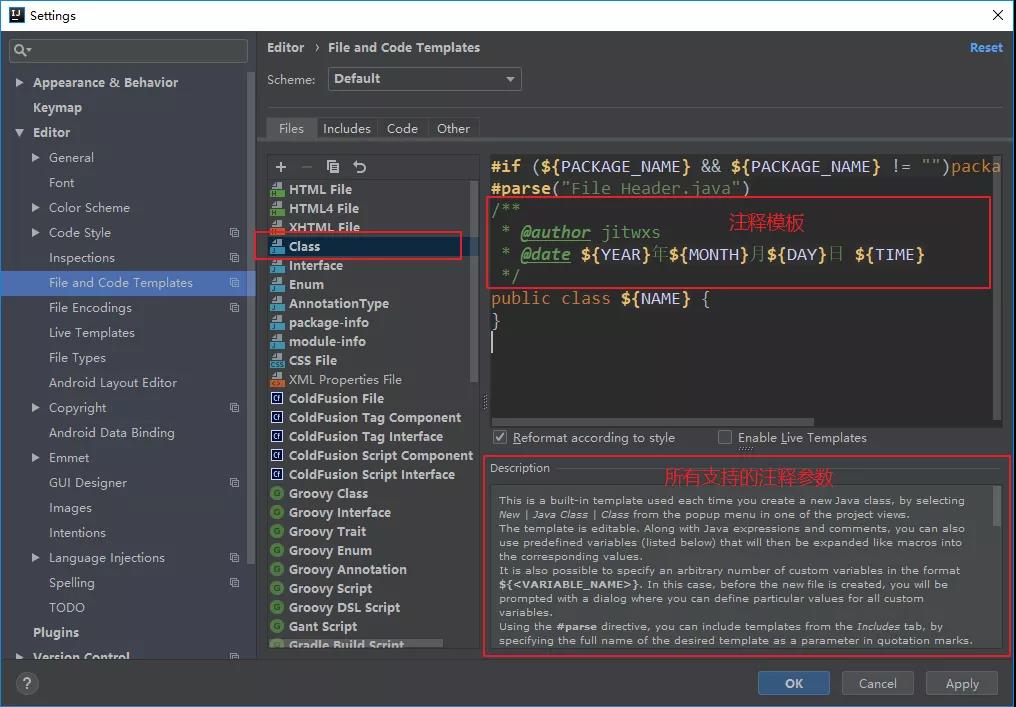 Settings
Appearance & Behavior
Keymap
Editor
General
Font
Color Scheme
Code Style
Inspections
File and Code Templates
File Encodings
Live Templates
File Types
Android Layout Editor
Copyright
Android Data Binding
Emmet
GUI Designer
Images
Intentions
Language Injections
Spelling
TODO
Plugins
Version Control
Editor › File and Code Templates
Reset
Scheme: Default
Files Includes Code Other
HTML File
HTML4 File
XHTML File
Class
Interface
Enum
AnnotationType
package-info
module-info
CSS File
XML Properties File
ColdFusion File
ColdFusion Tag Component
ColdFusion Tag Interface
ColdFusion Script Component
ColdFusion Script Interface
Groovy Class
Groovy Interface
Groovy Trait
Groovy Enum
Groovy Annotation
Groovy Script
Groovy DSL Script
Gant Script
Gradle Build Script
#if (${PACKAGE_NAME} && ${PACKAGE_NAME} != "")packa
#parse("File Header.java")
/**
注释模板
* @author jitwxs
* @date ${YEAR}年${MONTH}月${DAY}日 ${TIME}
*/
public class ${NAME} {
}
Reformat according to style
Enable Live Templates
Description
所有支持的注释参数
This is a built-in template used each time you create a new Java class, by selecting
New | Java Class | Class from the popup menu in one of the project views.
The template is editable. Along with Java expressions and comments, you can also
use predefined variables (listed below) that will then be expanded like macros into
the corresponding values.
It is also possible to specify an arbitrary number of custom variables in the format
${<VARIABLE_NAME>}. In this case, before the new file is created, you will be
prompted with a dialog where you can define particular values for all custom
variables.
Using the #parse directive, you can include templates from the Includes tab, by
specifying the full name of the desired template as a parameter in quotation marks.
?
OK
Cancel
Apply